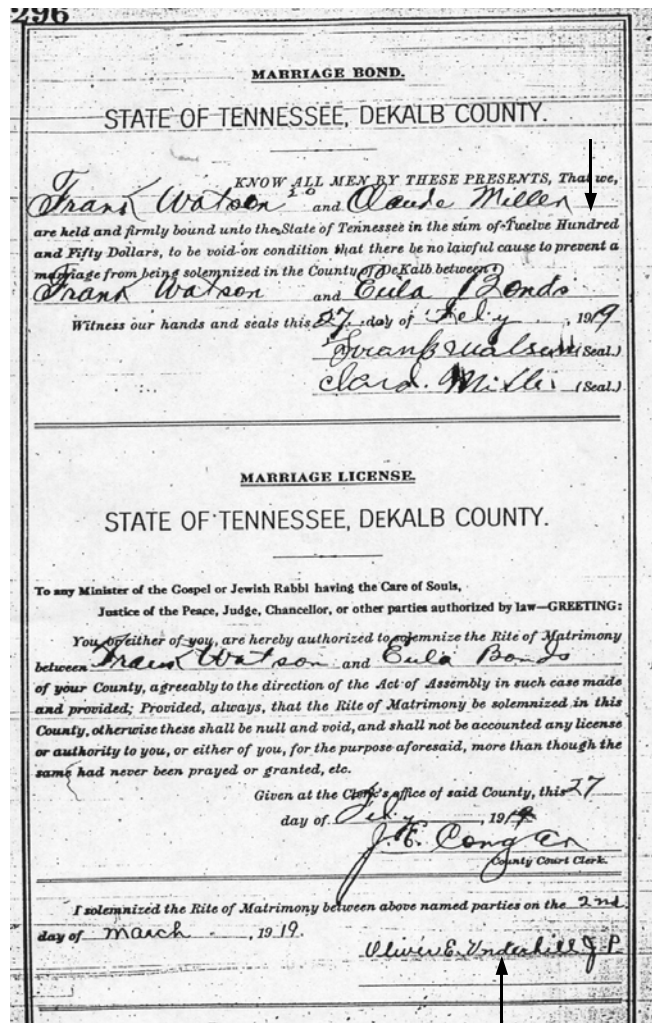 296
MARRIAGE BOND.
STATE OF TENNESSEE, DEKALB COUNTY.
KNOW ALL MEN BY THESE PRESENTS, That we,
Frank Watson 20 and Claude Miller
are held and firmly bound unto the State of Tennessee in the sum of Twelve Hundred
and Fifty Dollars, to be void on condition that there be no lawful cause to prevent a
marriage from being solemnized in the County of DeKalb between
Frank Watson and Eula Bonds
Witness our hands and seals this 27 day of Feby, 1919
Frank Watson (Seal.)
Miller (Seal.)
MARRIAGE LICENSE.
STATE OF TENNESSEE, DEKALB COUNTY.
To any Minister of the Gospel or Jewish Rabbi having the Care of Souls,
Justice of the Peace, Judge, Chancellor, or other parties authorized by law—GREETING:
You, or either of you, are hereby authorized to solemnize the Rite of Matrimony
between Frank Watson and Eula Bonds
of your County, agreeably to the direction of the Act of Assembly in such case made
and provided; Provided, always, that the Rite of Matrimony be solemnized in this
County, otherwise these shall be null and void, and shall not be accounted any license
or authority to you, or either of you, for the purpose aforesaid, more than though the
same had never been prayed or granted, etc.
Given at the Clerk's office of said County, this 27
day of Feby, 1919
J. E. Conger
County Court Clerk.
I solemnized the Rite of Matrimony between above named parties on the 2nd
day of March, 1919.
Oliver E. Underhill J. P.